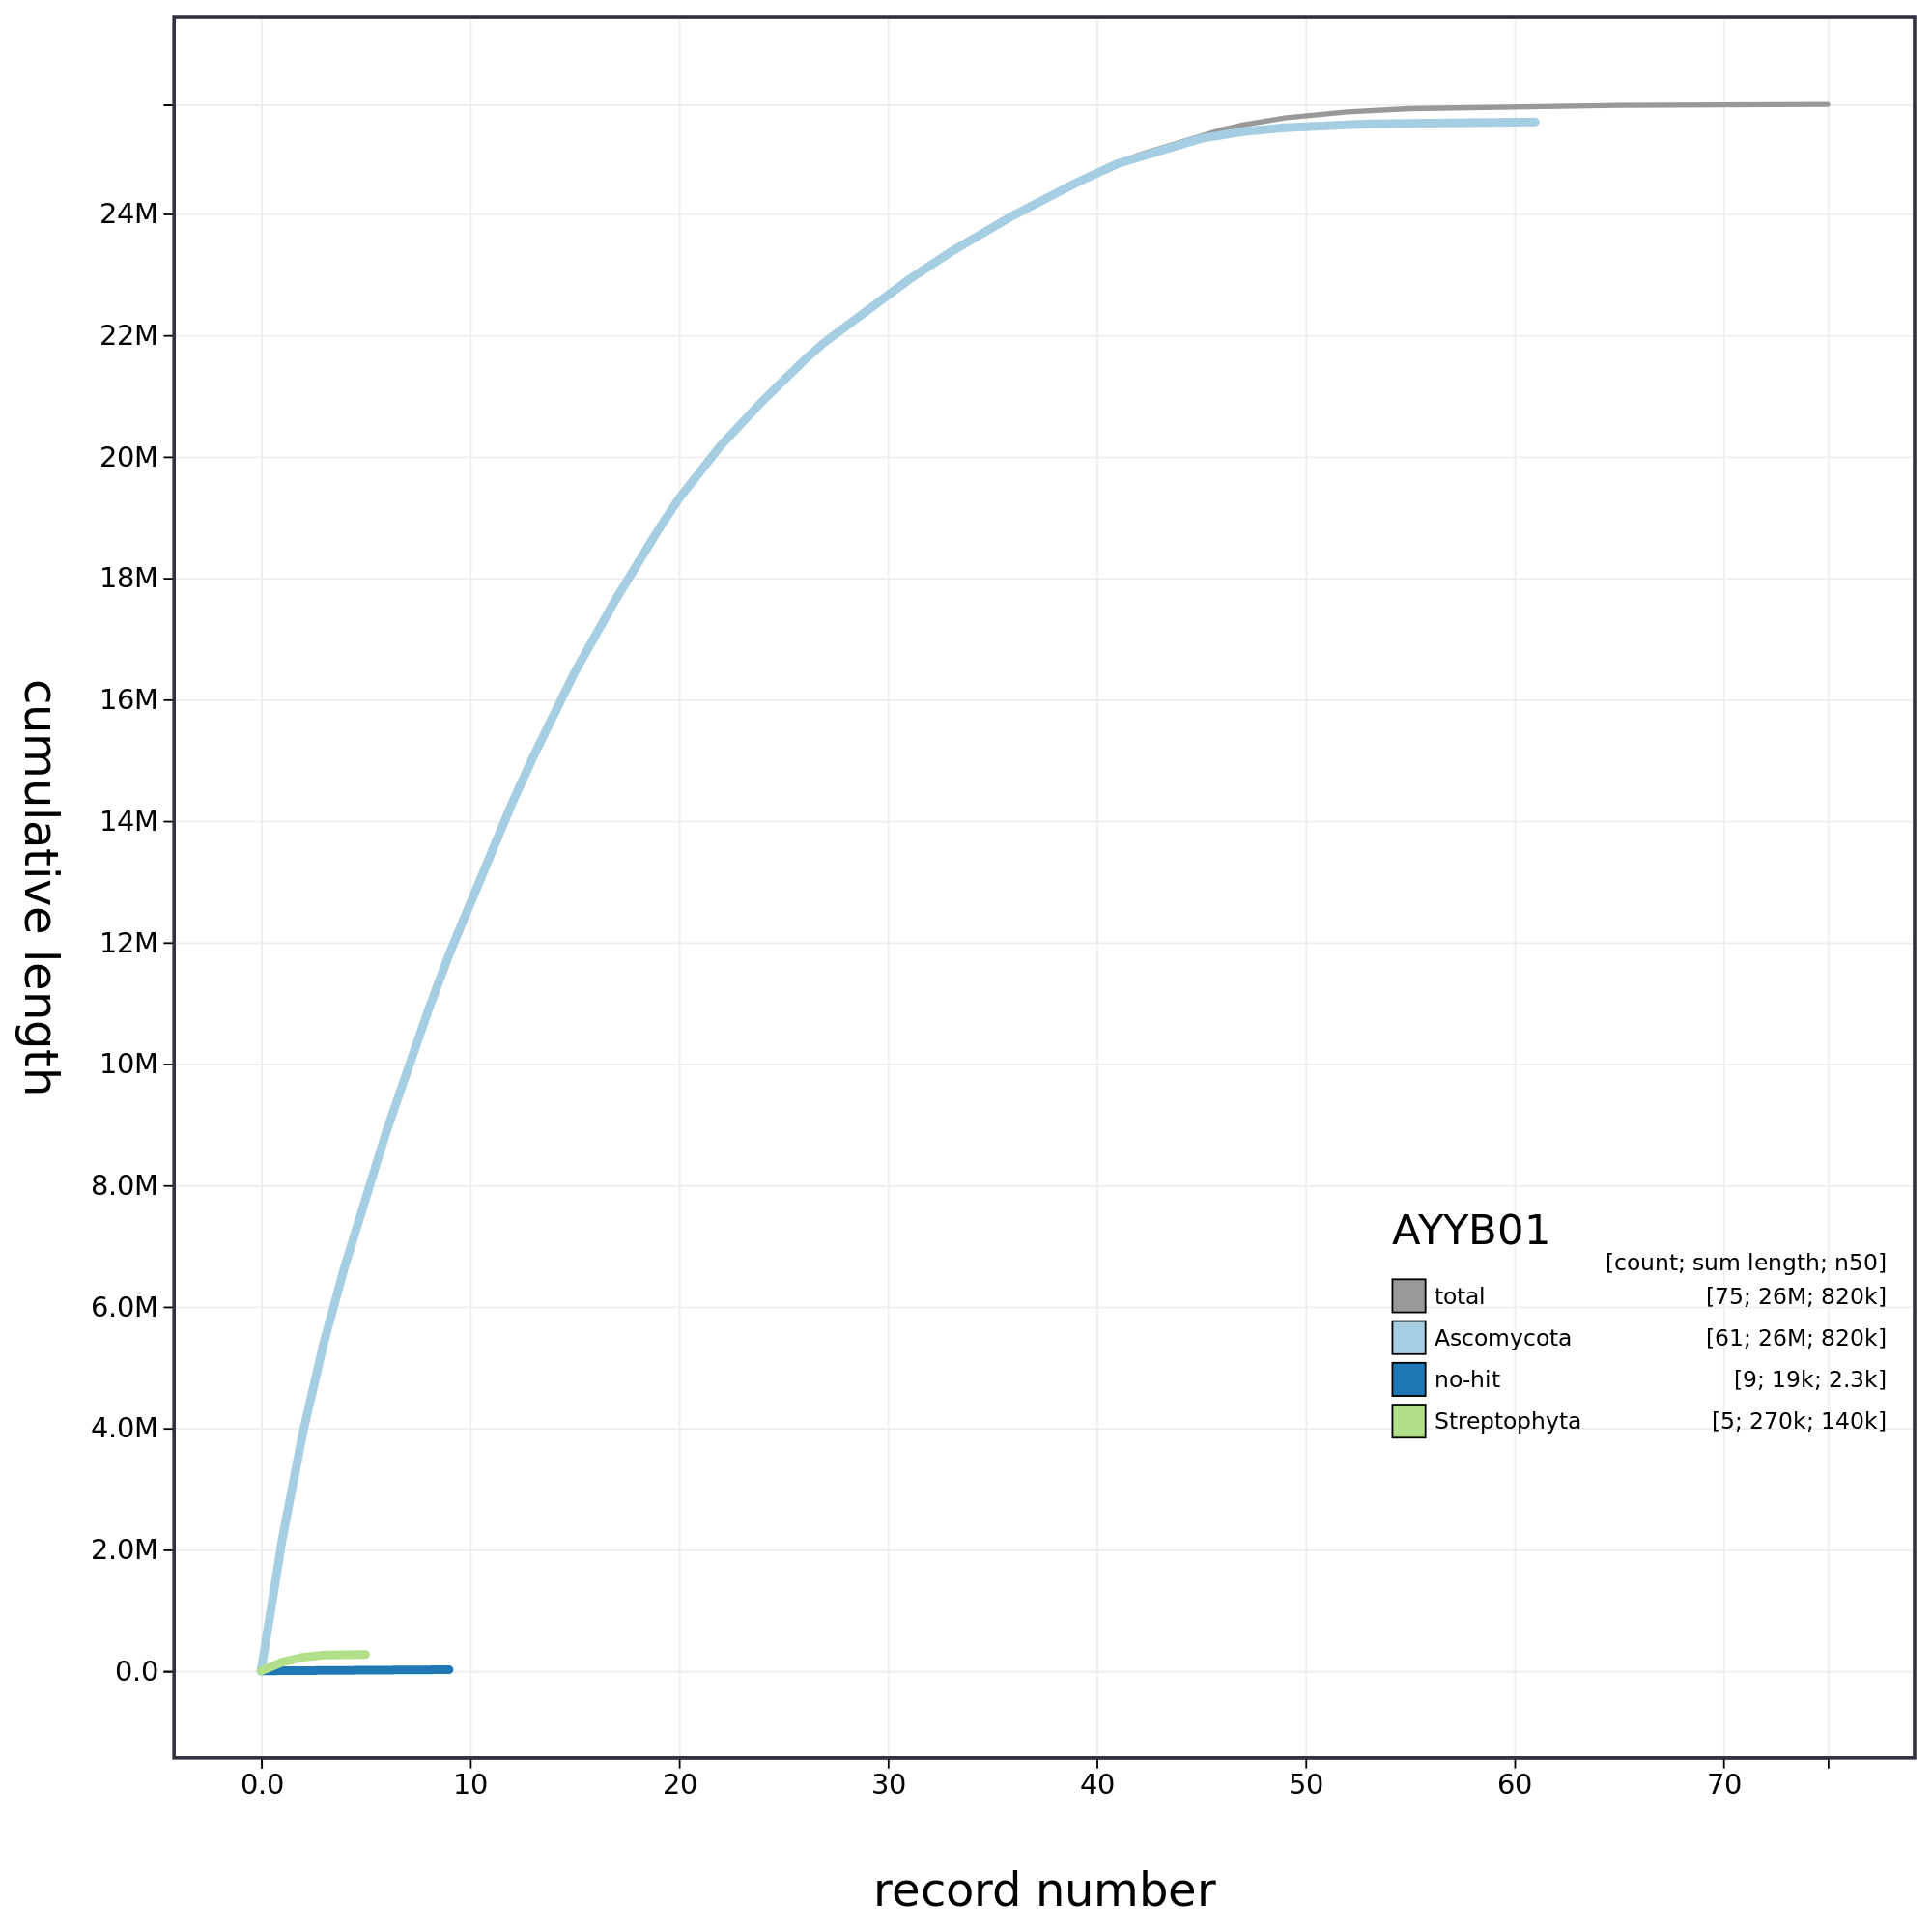 cumulative length
24M
22M
20M
18M
16M
14M
12M
10M
8.0M
6.0M
4.0M
2.0M
0.0
AYYB01
[count; sum length; n50]
total [75; 26M; 820k]
Ascomycota [61; 26M; 820k]
no-hit [9; 19k; 2.3k]
Streptophyta [5; 270k; 140k]
0.0 10 20 30 40 50 60 70
record number